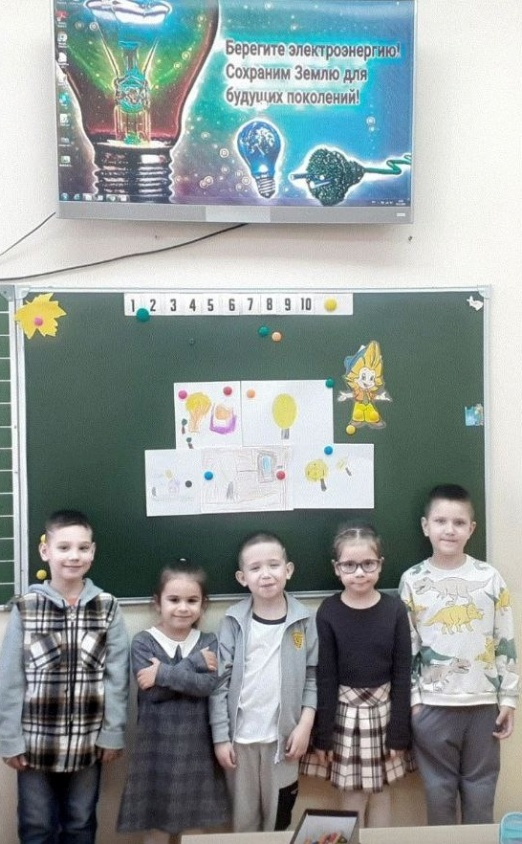 Берегите электроэнергию!
Сохраним Землю для
будущих поколений!
1 2 3 4 5 6 7 8 9 10